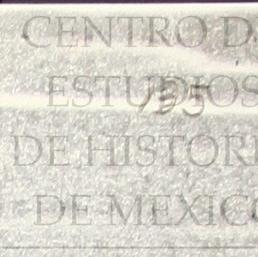 CENTRO D
ESTUDIOS
DE HISTORI
DE MEXICO